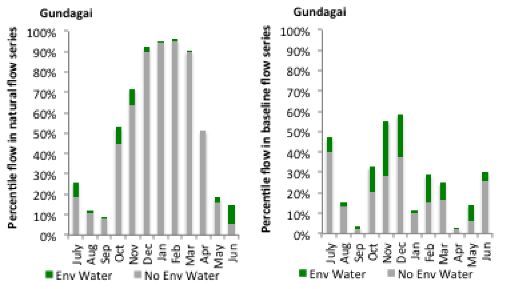 Gundagai
Percentile flow in natural flow series
100%
90%
80%
70%
60%
50%
40%
30%
20%
10%
0%
July Aug Sep Oct Nov Dec Jan Feb Mar Apr May Jun
Env Water No Env Water
Gundagai
Percentile flow in baseline flow series
100%
90%
80%
70%
60%
50%
40%
30%
20%
10%
0%
July Aug Sep Oct Nov Dec Jan Feb Mar Apr May Jun
Env Water No Env Water